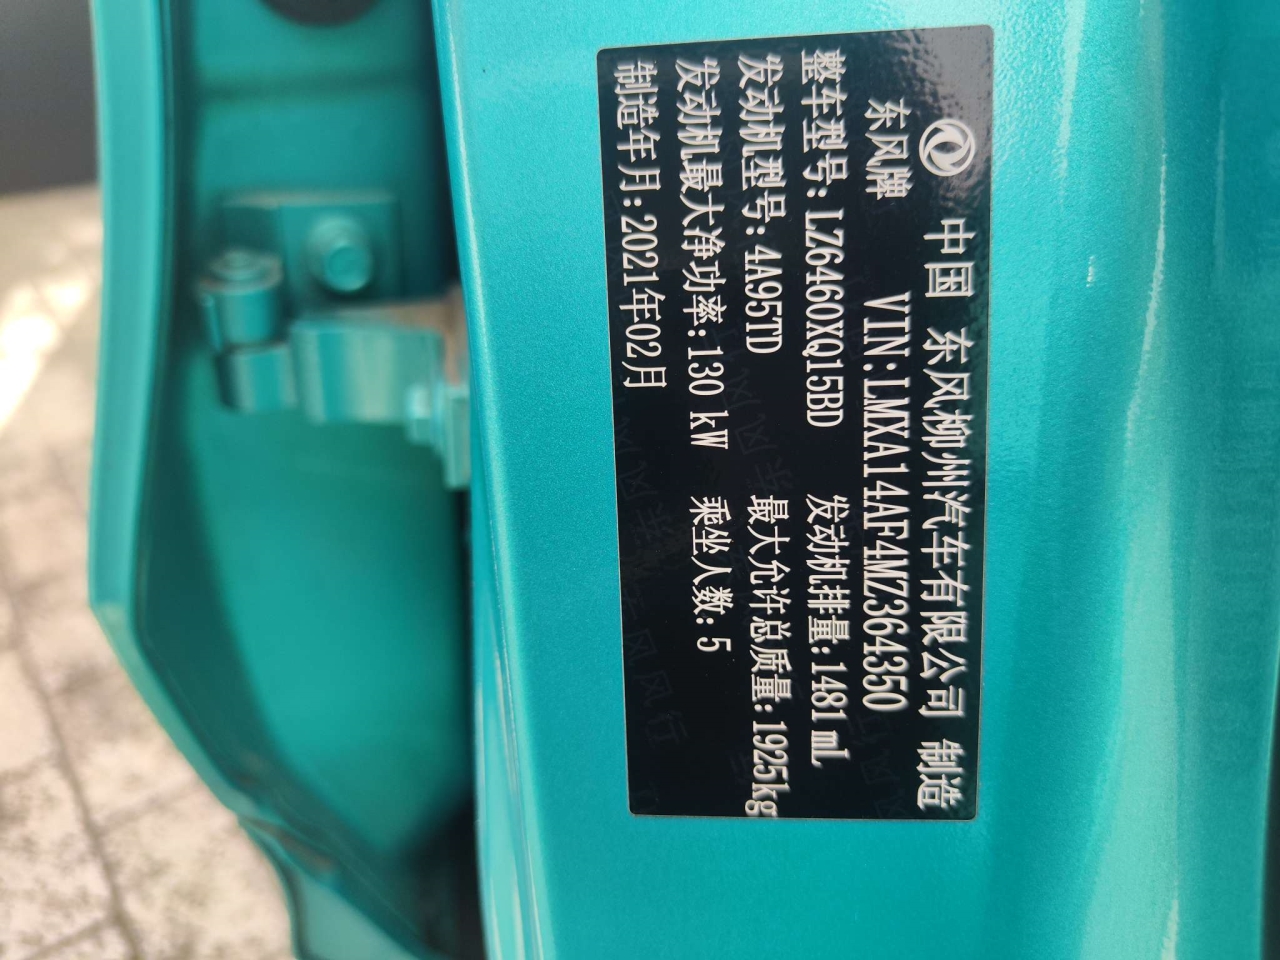 中国 东风柳州汽车有限公司 制造
东风牌 VIN:LMXA14AF4MZ364350
整车型号:LZ6460XQ15BD 发动机排量:1481 mL
发动机型号:4A95TD 最大允许总质量:1925kg
发动机最大净功率:130 kW 乘坐人数:5
制造年月:2021年02月